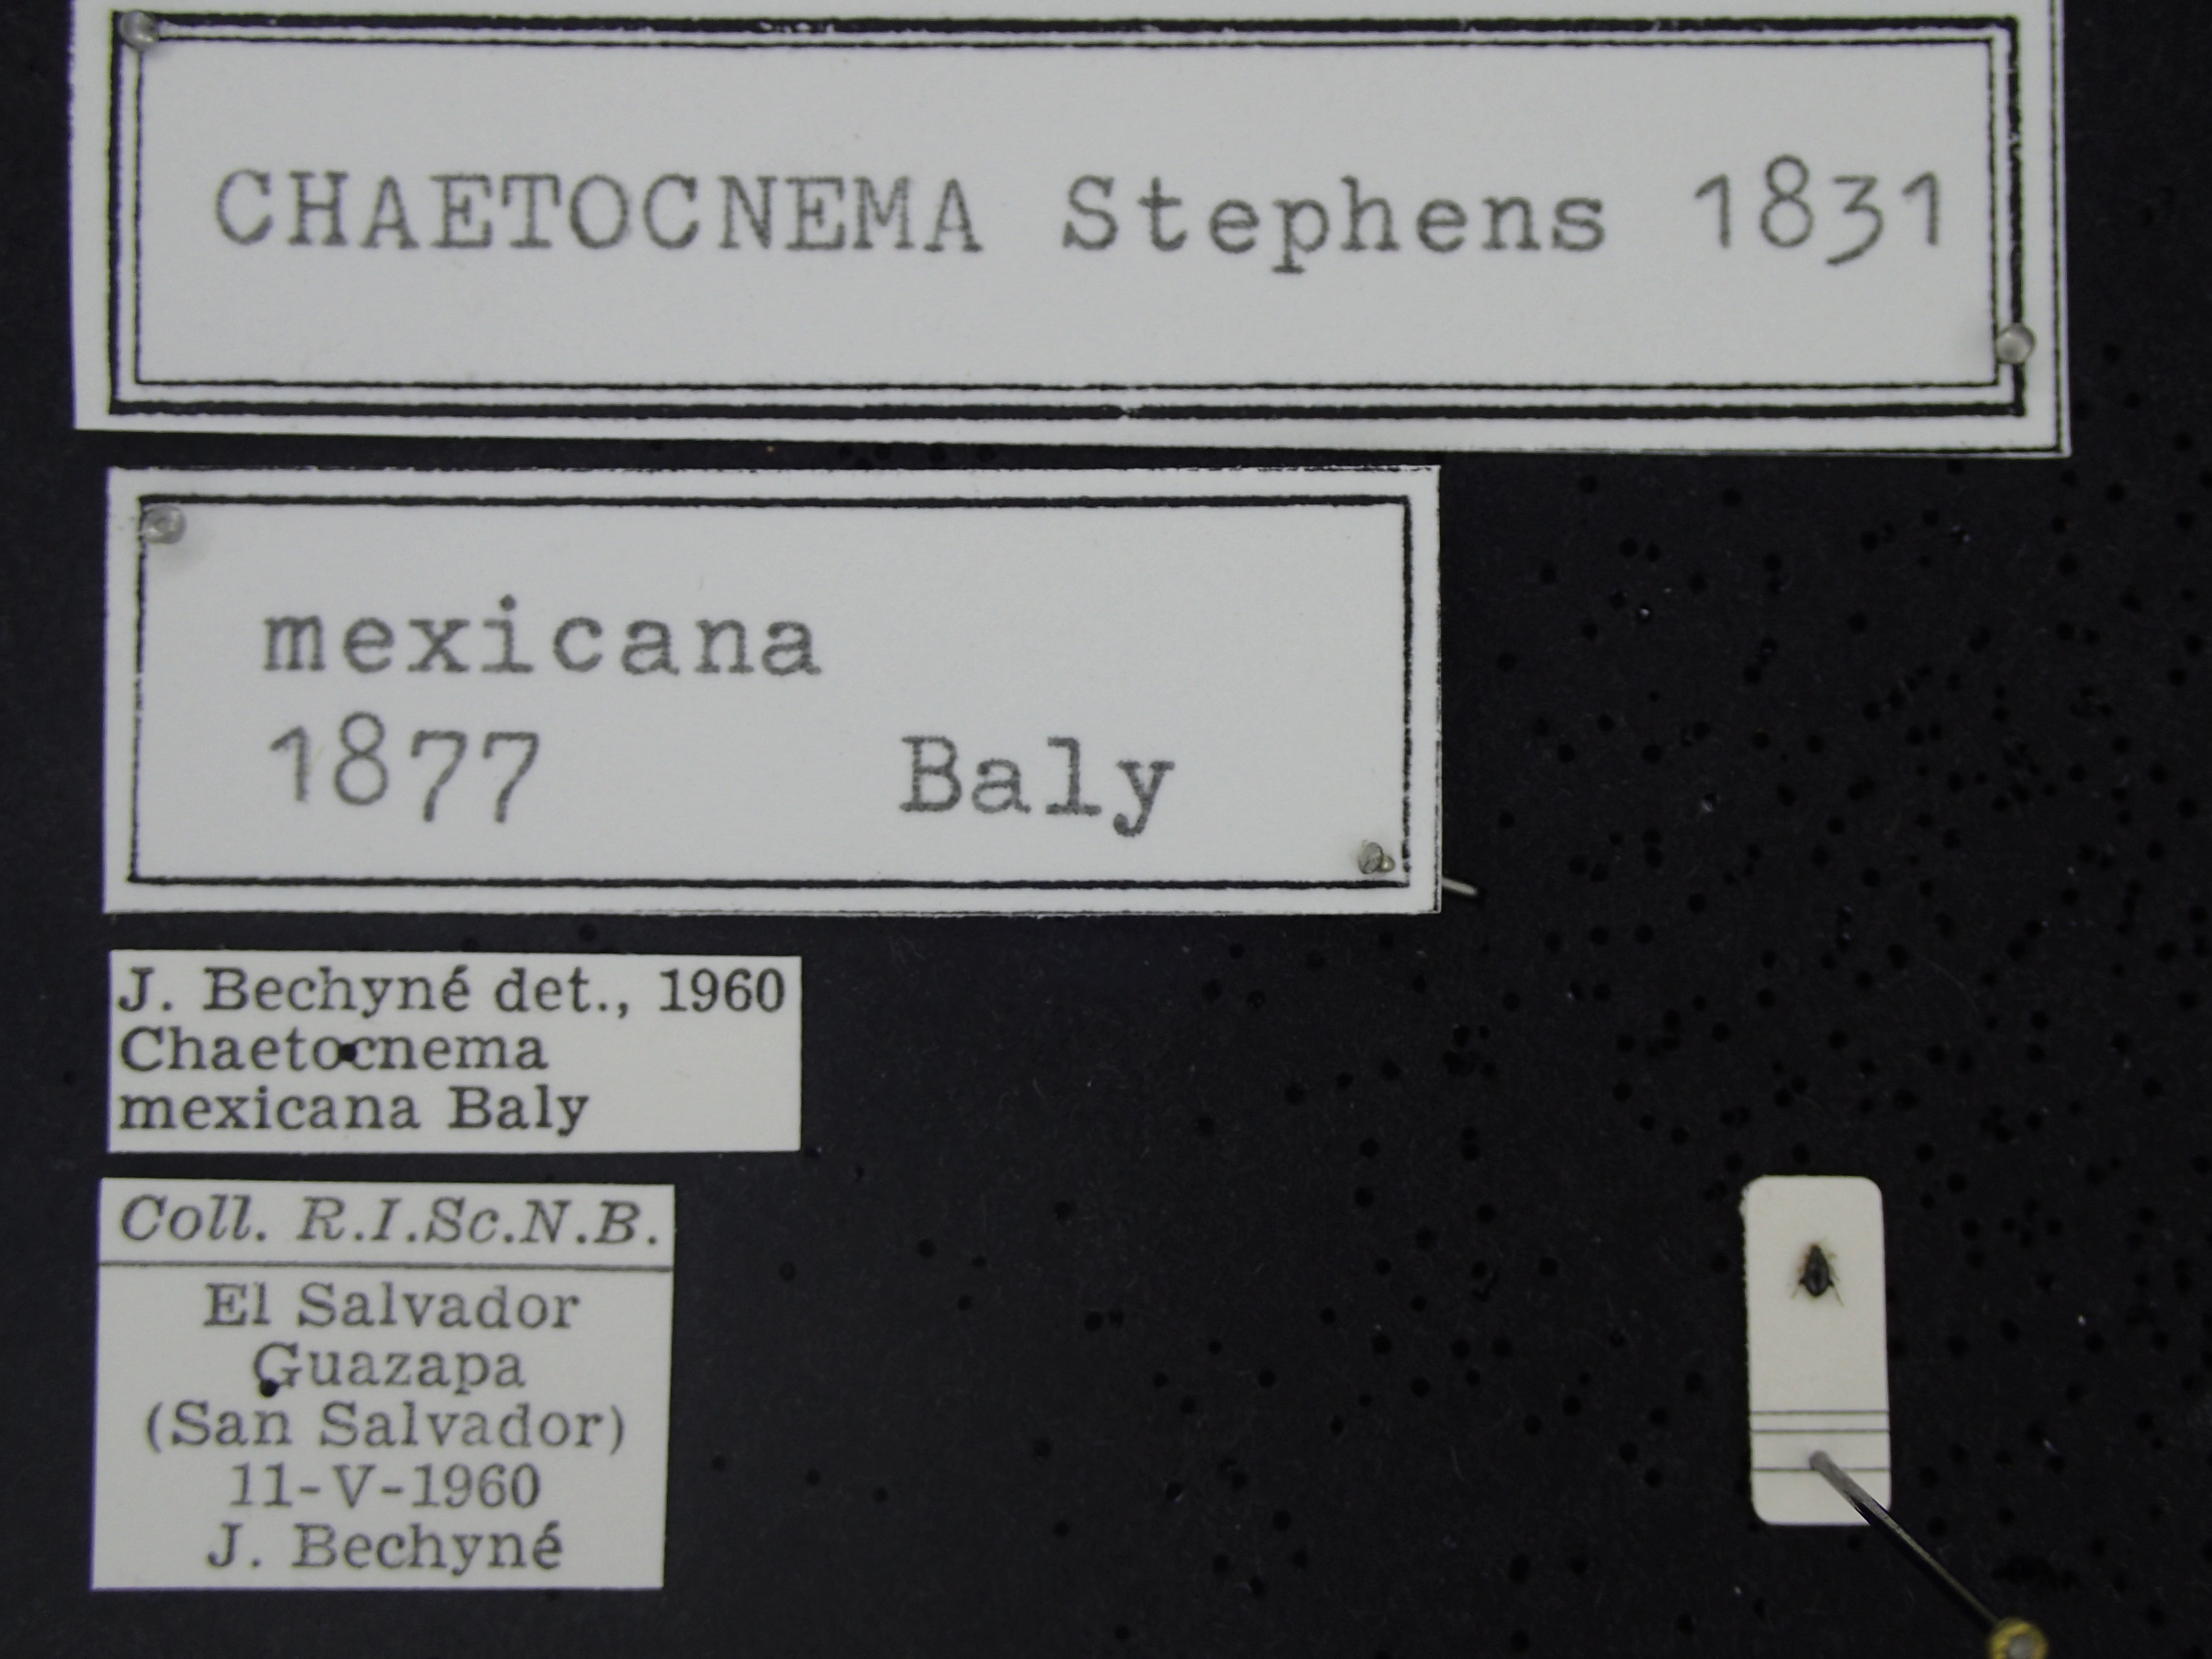 CHAETOCNEMA Stephens 1831
mexicana
1877 Baly
J. Bechyné det., 1960
Chaetocnema
mexicana Baly
Coll. R.I.Sc.N.B.
El Salvador
Guazapa
(San Salvador)
11-V-1960
J. Bechyné